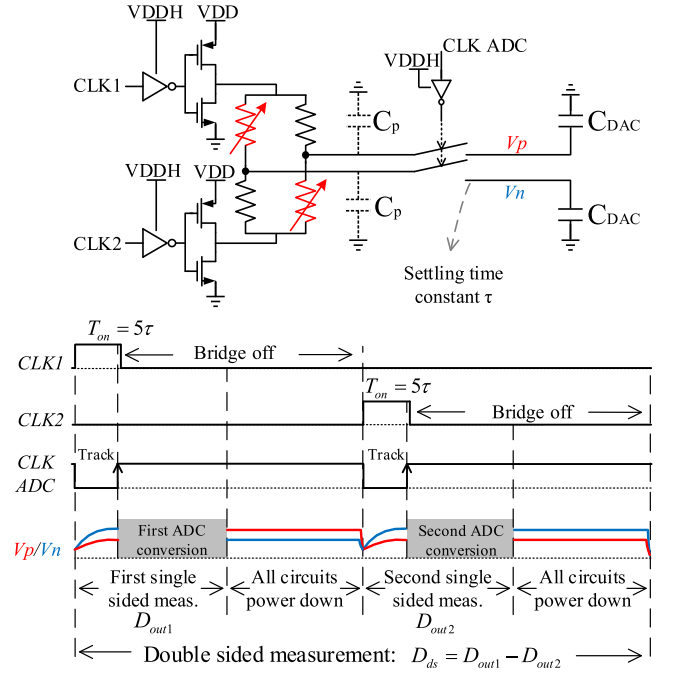 VDDH VDD
CLK1
CLK ADC
VDDH
Cp
Vp
CDAC
VDDH VDD
CLK2
Cp
Vn
CDAC
Settling time
constant τ
Ton = 5τ
CLK1
Bridge off
Ton = 5τ
CLK2
Bridge off
CLK
ADC
Track
Track
Vp/Vn
First ADC
conversion
Second ADC
conversion
First single
sided meas.
Dout1
All circuits
power down
Second single
sided meas.
Dout2
All circuits
power down
Double sided measurement: Dds = Dout1 − Dout2